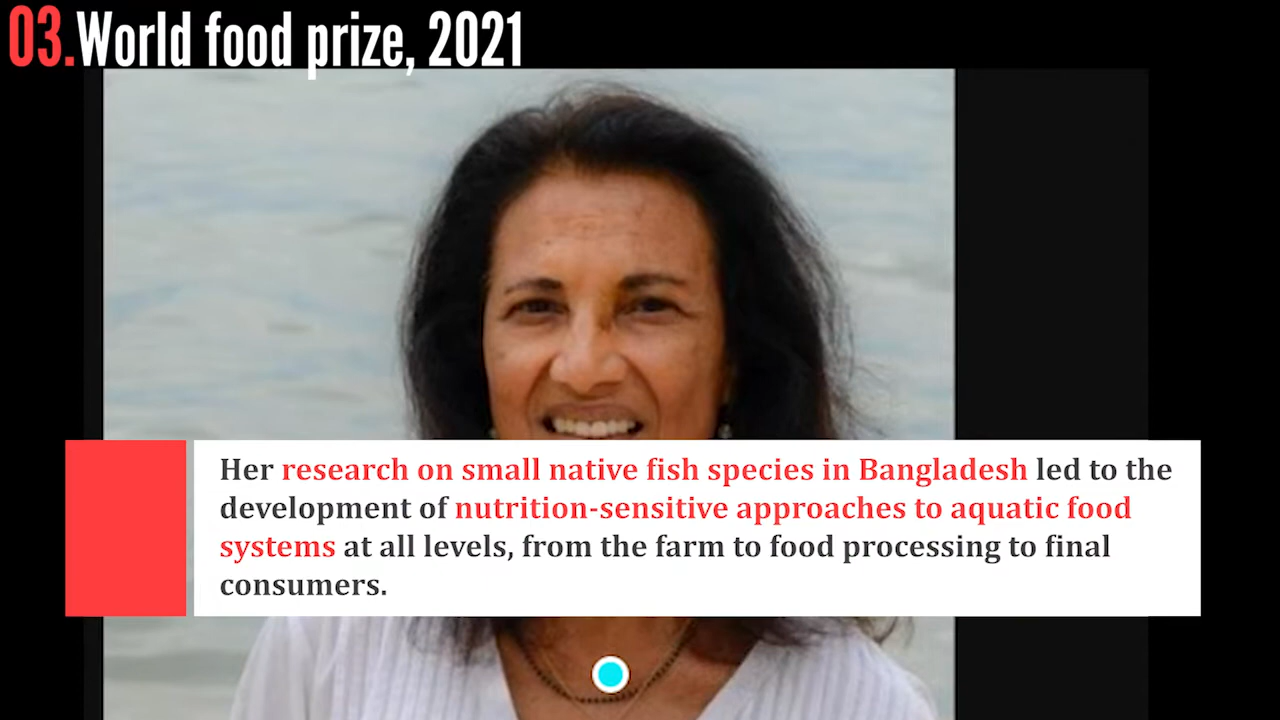 03.World food prize, 2021
Her research on small native fish species in Bangladesh led to the
development of nutrition-sensitive approaches to aquatic food
systems at all levels, from the farm to food processing to final
consumers.